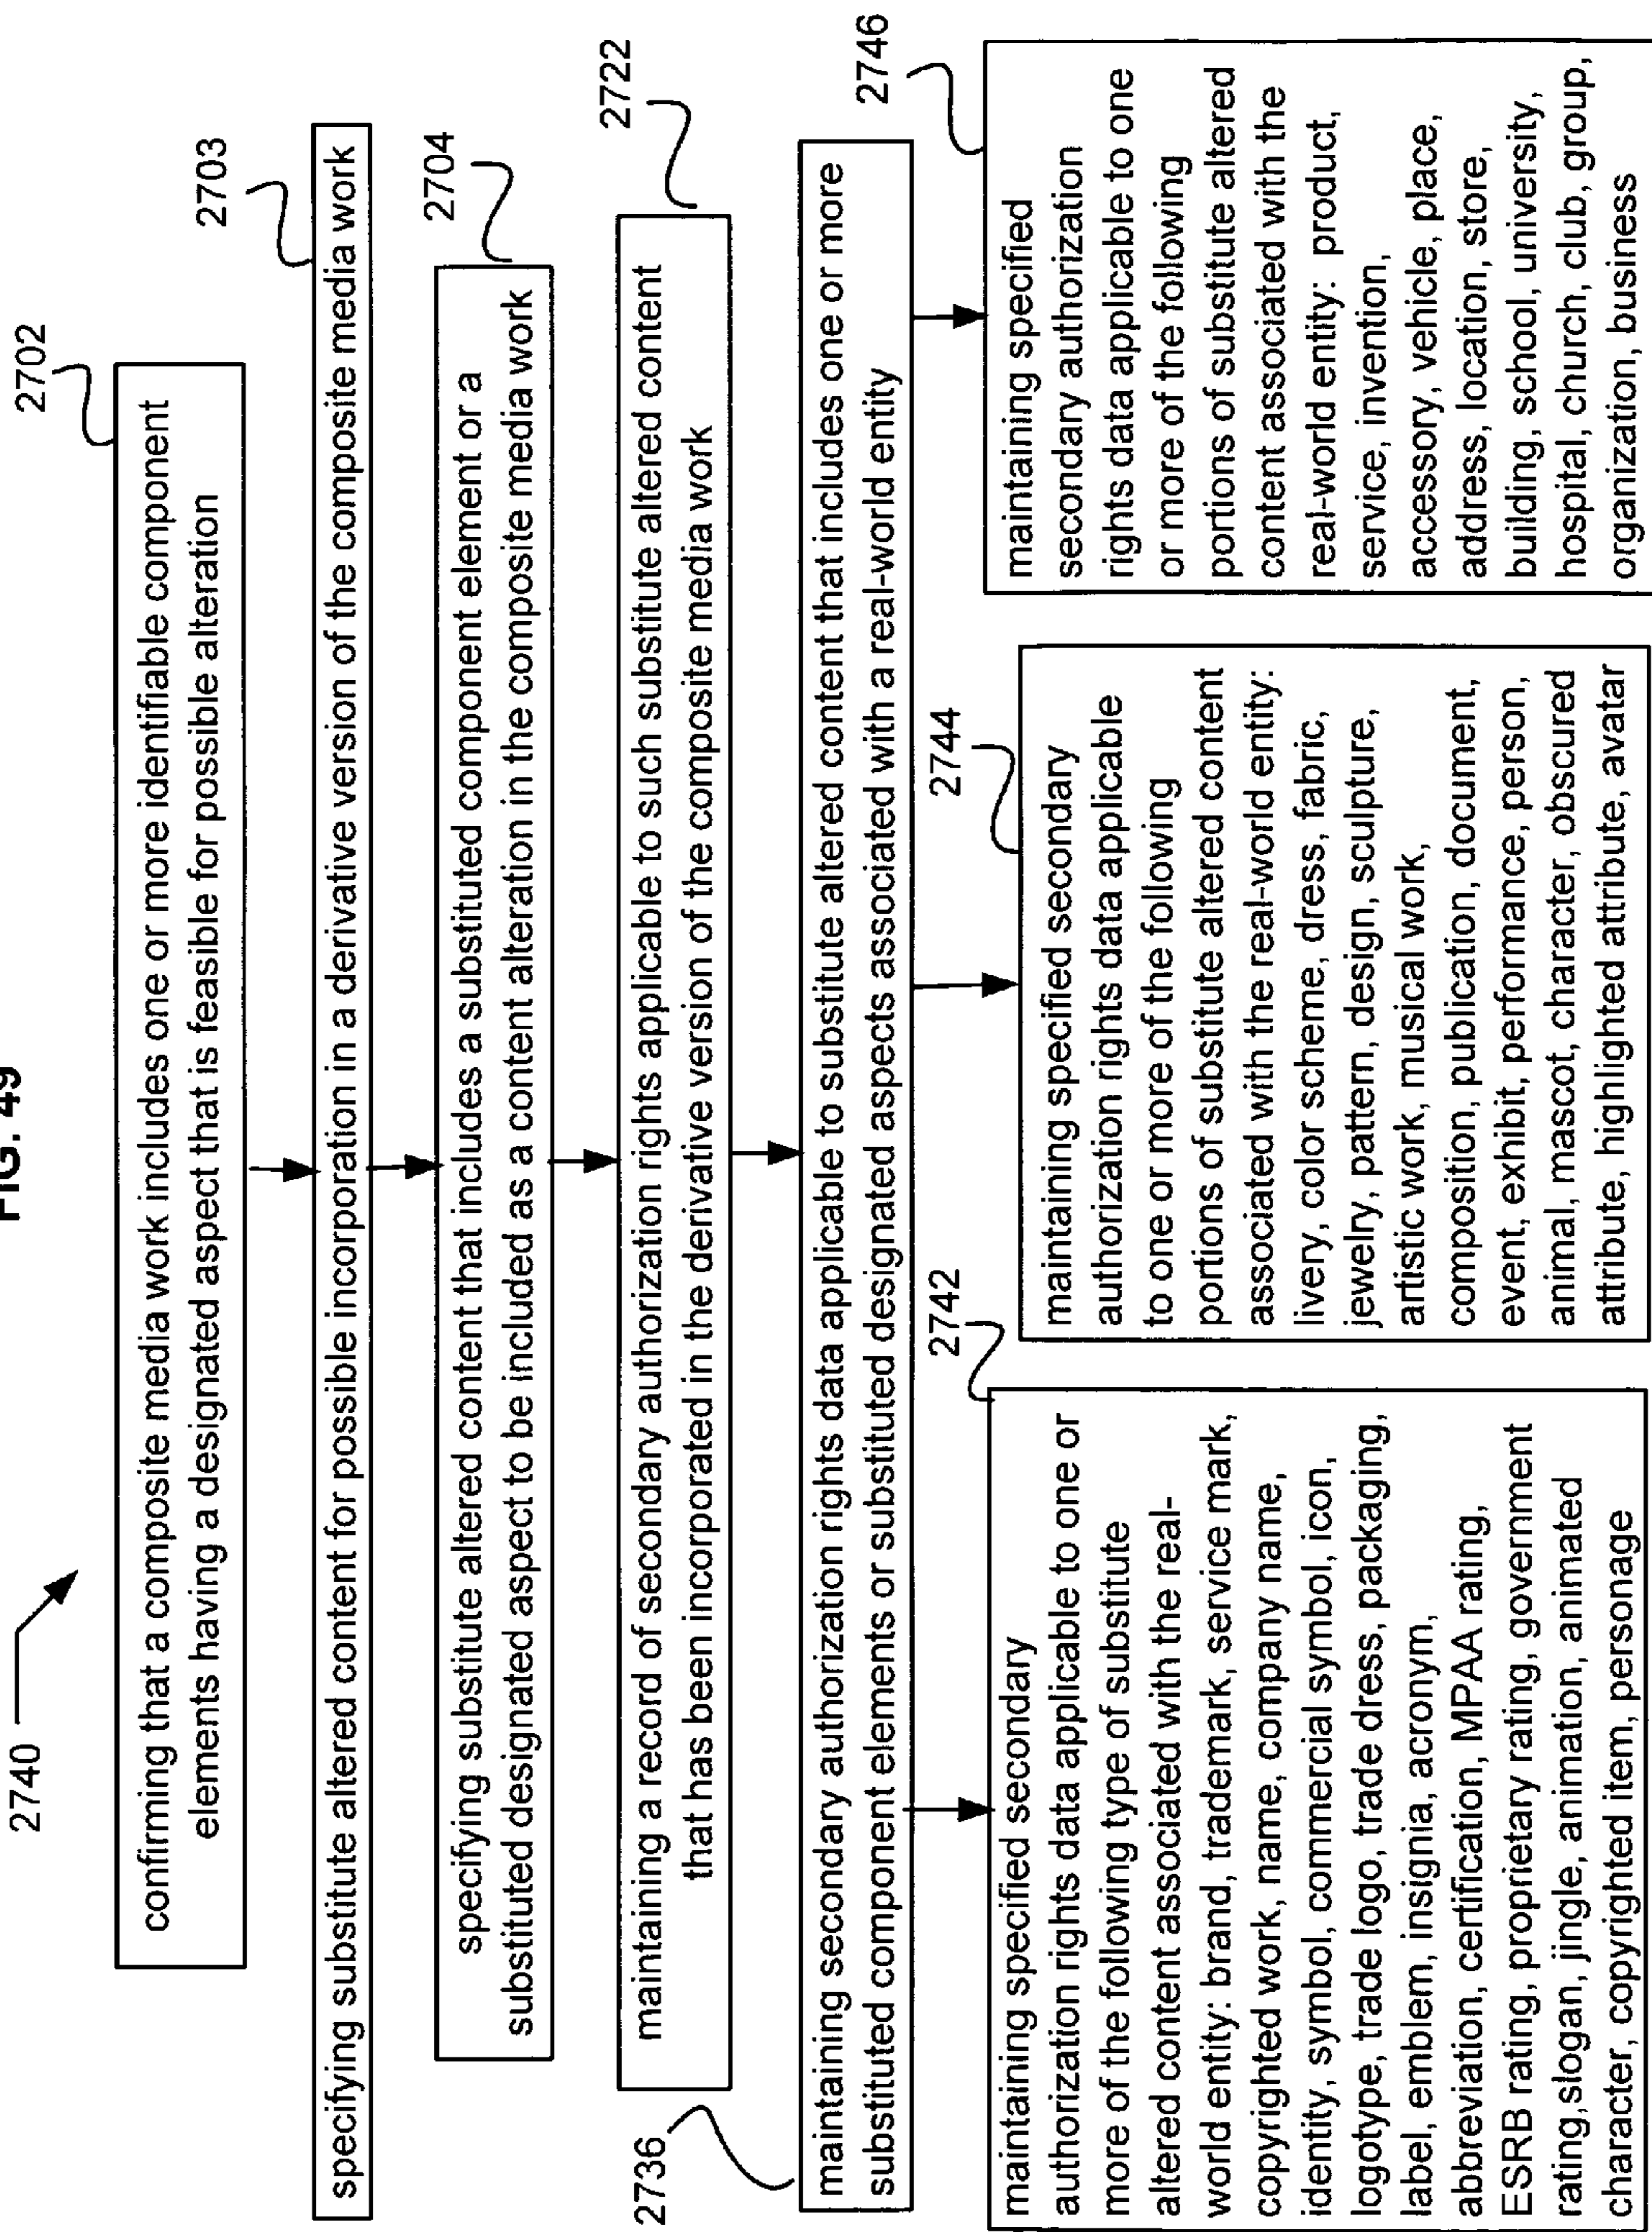 FIG. 49
2740
2702
confirming that a composite media work includes one or more identifiable component
elements having a designated aspect that is feasible for possible alteration
2703
specifying substitute altered content for possible incorporation in a derivative version of the composite media work
2704
specifying substitute altered content that includes a substituted component element or a
substituted designated aspect to be included as a content alteration in the composite media work
2722
maintaining a record of secondary authorization rights applicable to such substitute altered content
that has been incorporated in the derivative version of the composite media work
2736
maintaining secondary authorization rights data applicable to substitute altered content that includes one or more
substituted component elements or substituted designated aspects associated with a real-world entity
2742
maintaining specified secondary
authorization rights data applicable to one or
more of the following type of substitute
altered content associated with the real-
world entity: brand, trademark, service mark,
copyrighted work, name, company name,
identity, symbol, commercial symbol, icon,
logotype, trade logo, trade dress, packaging,
label, emblem, insignia, acronym,
abbreviation, certification, MPAA rating,
ESRB rating, proprietary rating, government
rating,slogan, jingle, animation, animated
character, copyrighted item, personage
2744
maintaining specified secondary
authorization rights data applicable
to one or more of the following
portions of substitute altered content
associated with the real-world entity:
livery, color scheme, dress, fabric,
jewelry, pattern, design, sculpture,
artistic work, musical work,
composition, publication, document,
event, exhibit, performance, person,
animal, mascot, character, obscured
attribute, highlighted attribute, avatar
2746
maintaining specified
secondary authorization
rights data applicable to one
or more of the following
portions of substitute altered
content associated with the
real-world entity: product,
service, invention,
accessory, vehicle, place,
address, location, store,
building, school, university,
hospital, church, club, group,
organization, business